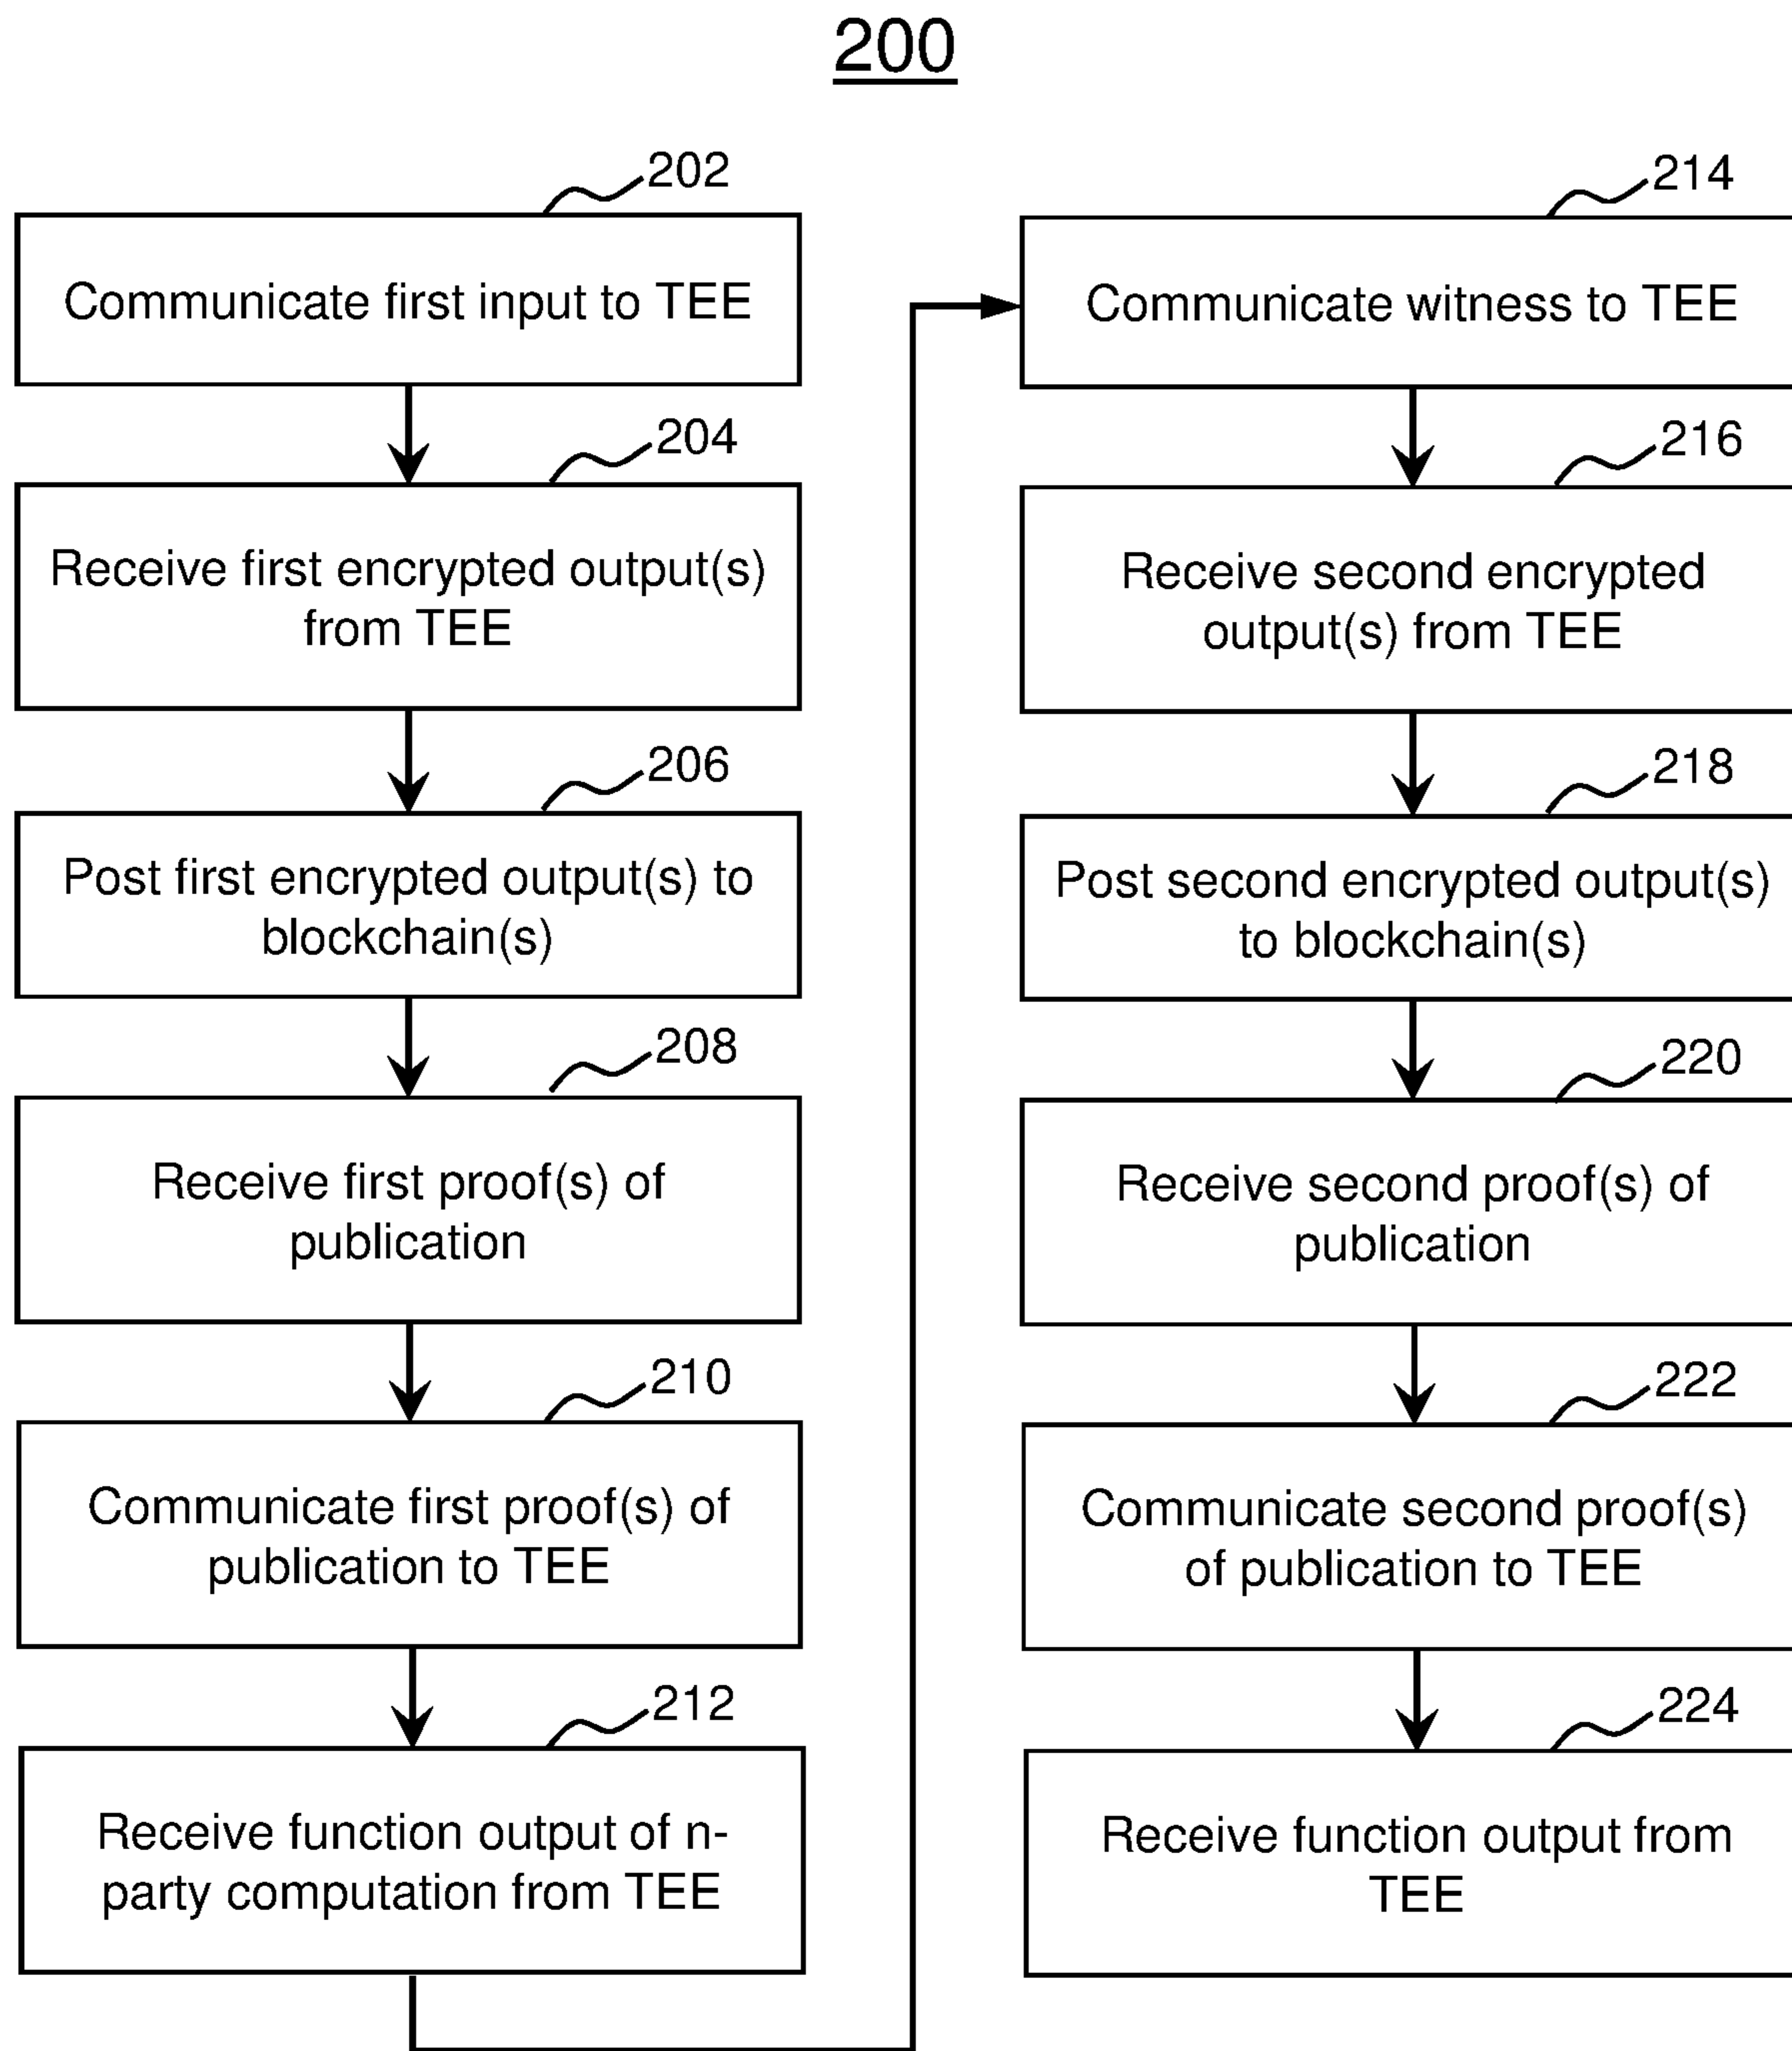 200
202
Communicate first input to TEE
204
Receive first encrypted output(s)
from TEE
206
Post first encrypted output(s) to
blockchain(s)
208
Receive first proof(s) of
publication
210
Communicate first proof(s) of
publication to TEE
212
Receive function output of n-
party computation from TEE
214
Communicate witness to TEE
216
Receive second encrypted
output(s) from TEE
218
Post second encrypted output(s)
to blockchain(s)
220
Receive second proof(s) of
publication
222
Communicate second proof(s)
of publication to TEE
224
Receive function output from
TEE